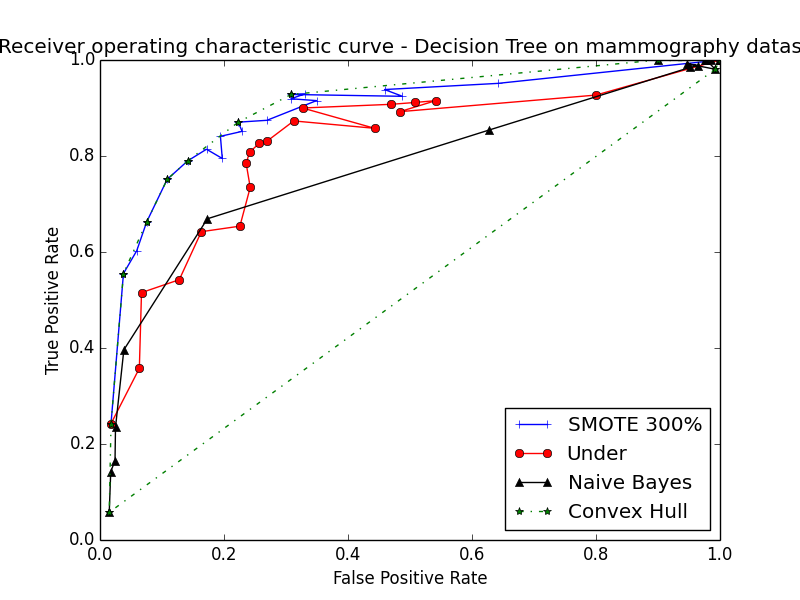 Receiver operating characteristic curve - Decision Tree on mammography datas
1.0
0.8
0.6
0.4
0.2
0.0
True Positive Rate
SMOTE 300%
Under
Naive Bayes
Convex Hull
0.0 0.2 0.4 0.6 0.8 1.0
False Positive Rate